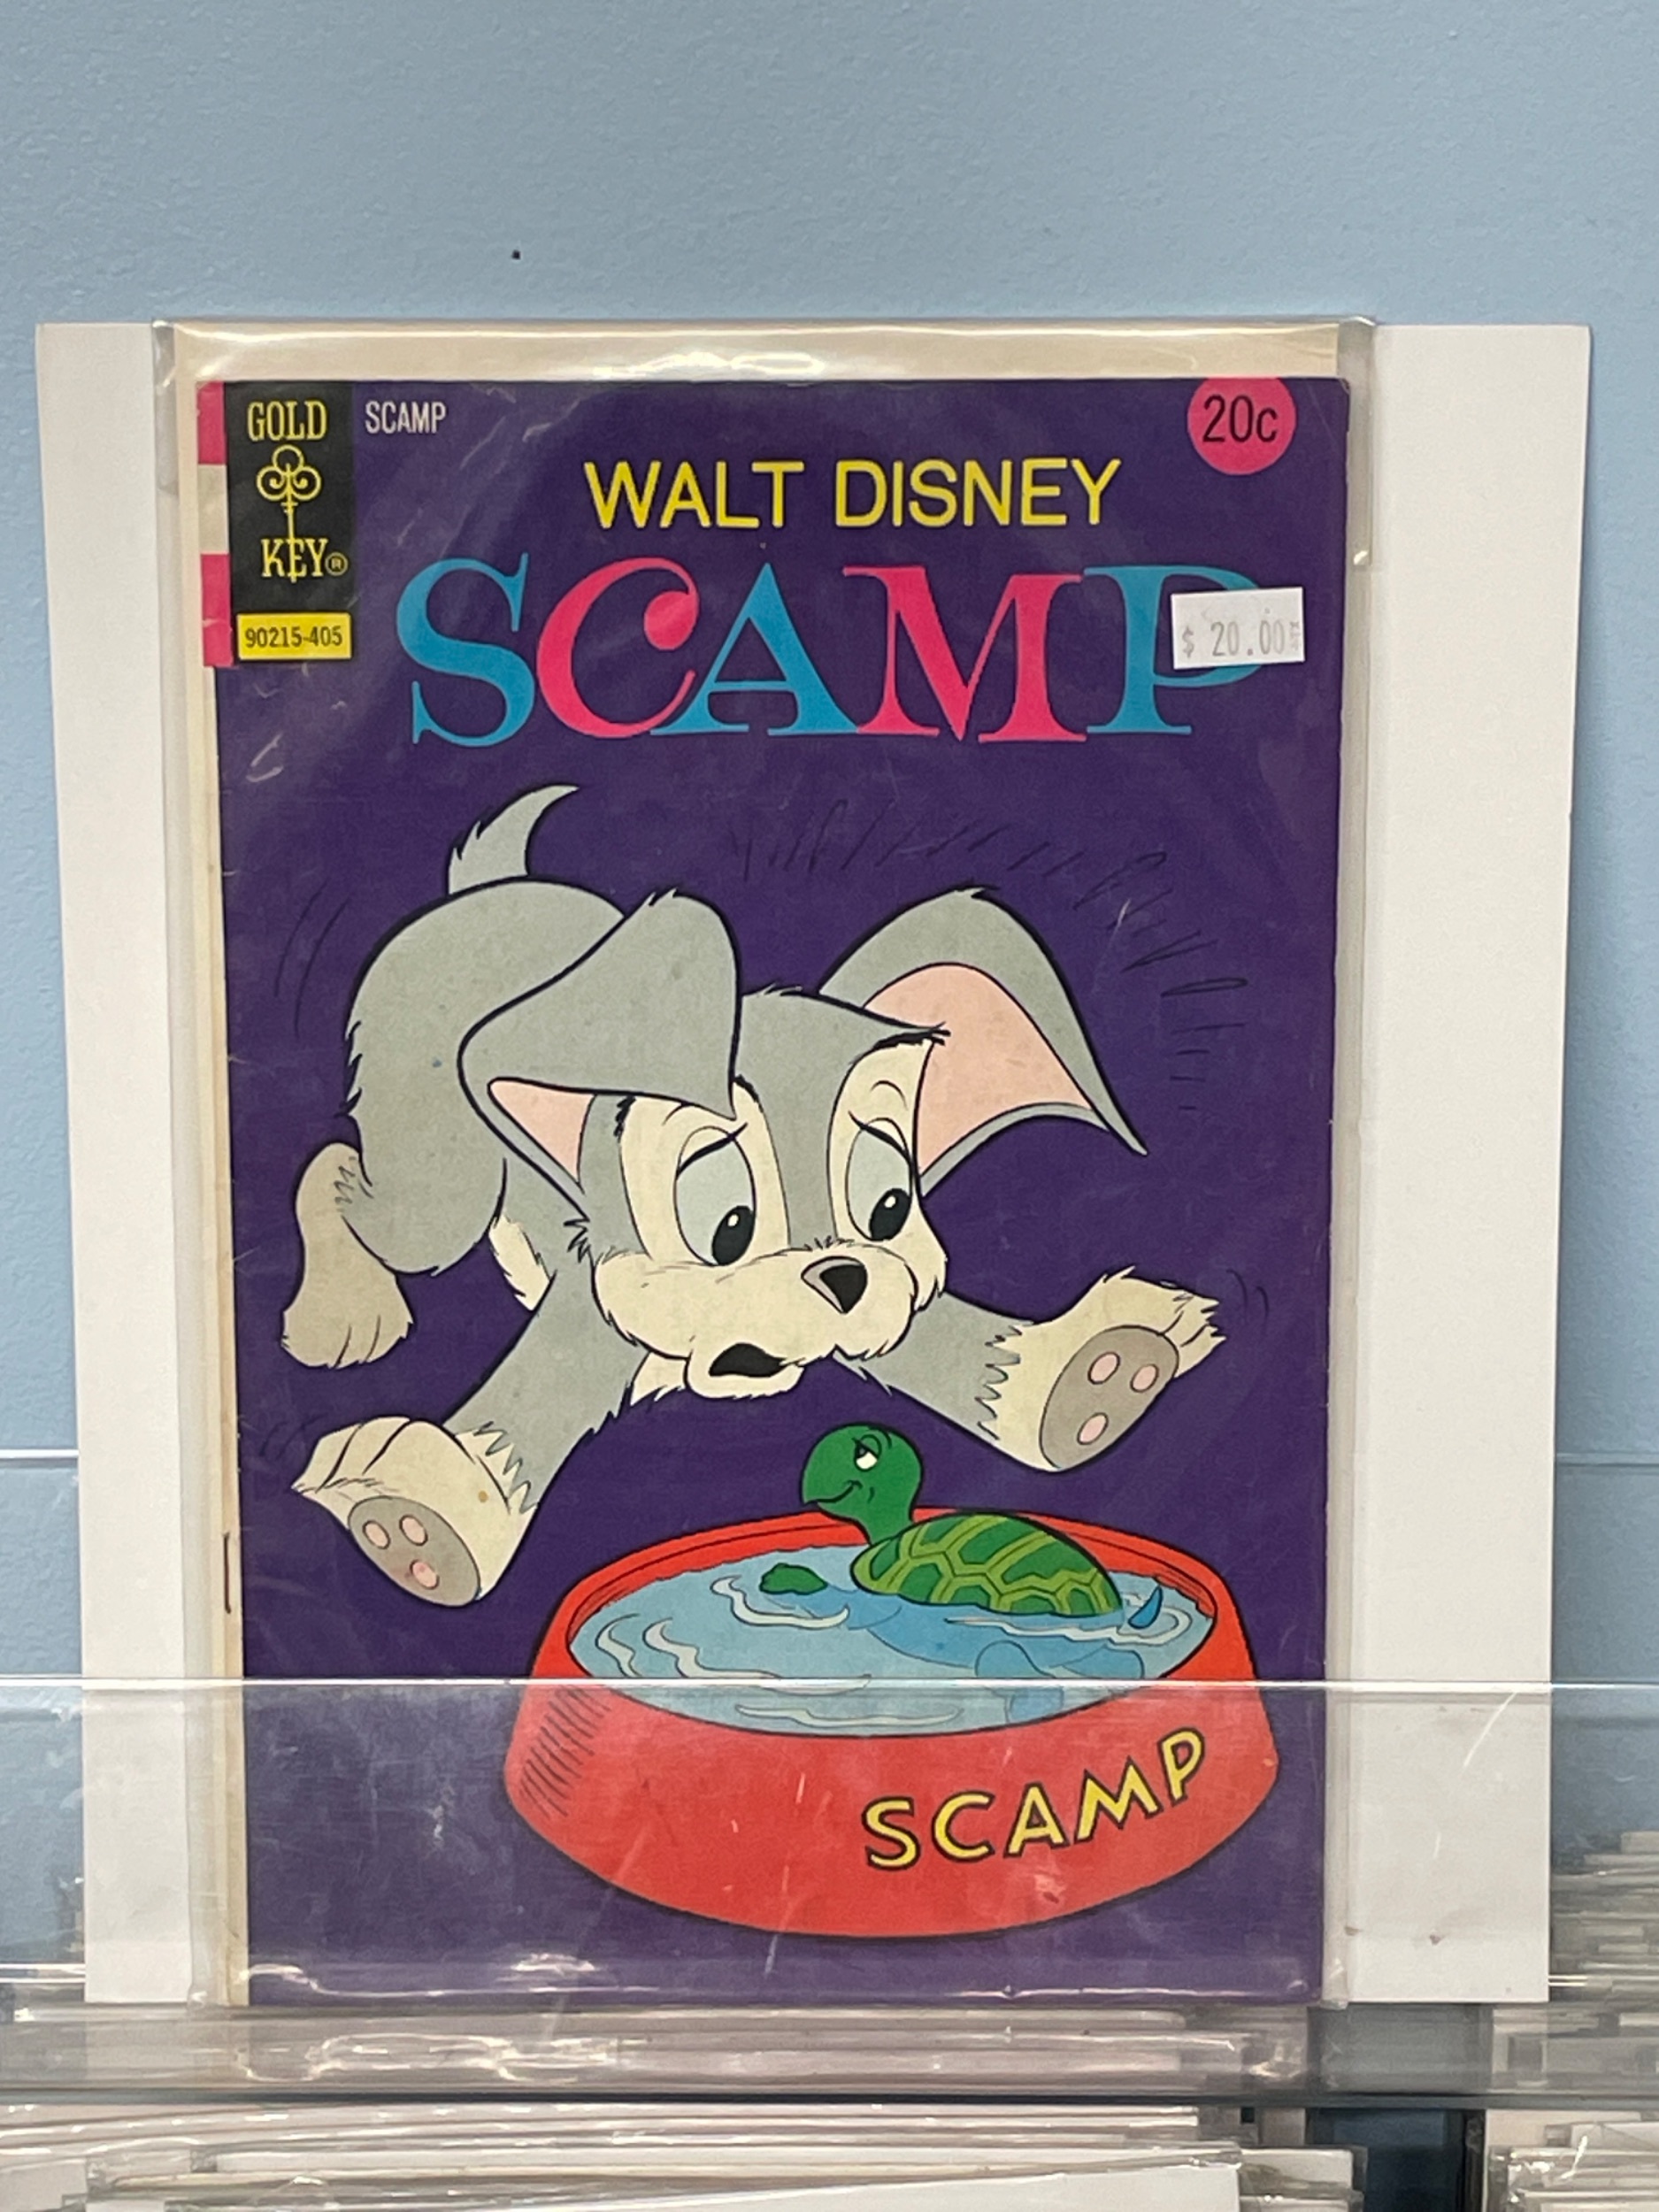 GOLD
KEY®
SCAMP
20c
WALT DISNEY
SCAMP
90215-405
$ 20.00
SCAMP